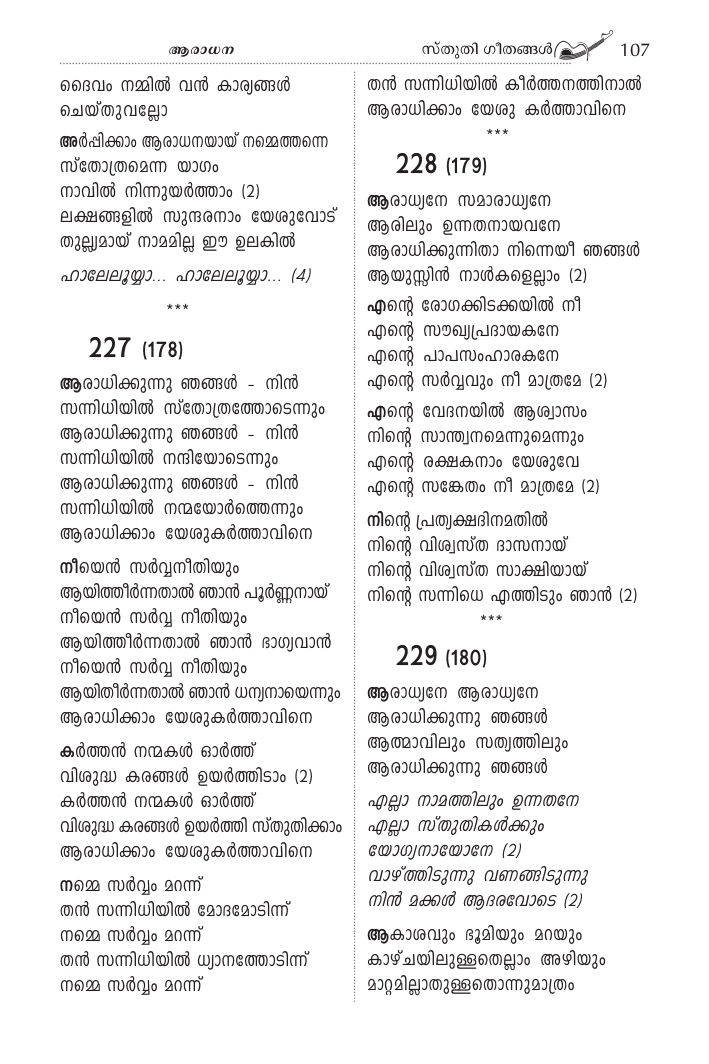 ആരാധന
സ്തുതി ഗീതങ്ങൾ 107
ദൈവം നമ്മിൽ വൻ കാര്യങ്ങൾ
ചെയ്തുവല്ലോ
അർപ്പിക്കാം ആരാധനയായ് നമ്മെത്തന്നെ
സ്തോത്രമെന്ന യാഗം
നാവിൽ നിന്നുയർത്താം (2)
ലക്ഷങ്ങളിൽ സുന്ദരനാം യേശുവോട്
തുല്ല്യമായ് നാമമില്ല ഈ ഉലകിൽ
ഹാലേലൂയ്യാ... ഹാലേലൂയ്യാ... (4)
***
227 (178)
ആരാധിക്കുന്നു ഞങ്ങൾ - നിൻ
സന്നിധിയിൽ സ്തോത്രത്തോടെന്നും
ആരാധിക്കുന്നു ഞങ്ങൾ - നിൻ
സന്നിധിയിൽ നന്ദിയോടെന്നും
ആരാധിക്കുന്നു ഞങ്ങൾ - നിൻ
സന്നിധിയിൽ നന്മയോർത്തെന്നും
ആരാധിക്കാം യേശുകർത്താവിനെ
നീയെൻ സർവ്വനീതിയും
ആയിത്തീർന്നതാൽ ഞാൻ പൂർണ്ണനായ്
നീയെൻ സർവ്വ നീതിയും
ആയിത്തീർന്നതാൽ ഞാൻ ഭാഗ്യവാൻ
നീയെൻ സർവ്വ നീതിയും
ആയിതീർന്നതാൽ ഞാൻ ധന്യനായെന്നും
ആരാധിക്കാം യേശുകർത്താവിനെ
കർത്തൻ നന്മകൾ ഓർത്ത്
വിശുദ്ധ കരങ്ങൾ ഉയർത്തിടാം (2)
കർത്തൻ നന്മകൾ ഓർത്ത്
വിശുദ്ധ കരങ്ങൾ ഉയർത്തി സ്തുതിക്കാം
ആരാധിക്കാം യേശുകർത്താവിനെ
നമ്മെ സർവ്വം മറന്ന്
തൻ സന്നിധിയിൽ മോദമോടിന്ന്
നമ്മെ സർവ്വം മറന്ന്
തൻ സന്നിധിയിൽ ധ്യാനത്തോടിന്ന്
നമ്മെ സർവ്വം മറന്ന്
തൻ സന്നിധിയിൽ കീർത്തനത്തിനാൽ
ആരാധിക്കാം യേശു കർത്താവിനെ
***
228 (179)
ആരാധ്യനേ സമാരാധ്യനേ
ആരിലും ഉന്നതനായവനേ
ആരാധിക്കുന്നിതാ നിന്നെയീ ഞങ്ങൾ
ആയുസ്സിൻ നാൾകളെല്ലാം (2)
എന്റെ രോഗക്കിടക്കയിൽ നീ
എന്റെ സൗഖ്യപ്രദായകനേ
എന്റെ പാപസംഹാരകനേ
എന്റെ സർവ്വവും നീ മാത്രമേ (2)
എന്റെ വേദനയിൽ ആശ്വാസം
നിന്റെ സാന്ത്വനമെന്നുമെന്നും
എന്റെ രക്ഷകനാം യേശുവേ
എന്റെ സങ്കേതം നീ മാത്രമേ (2)
നിന്റെ പ്രത്യക്ഷദിനമതിൽ
നിന്റെ വിശ്വസ്ത ദാസനായ്
നിന്റെ വിശ്വസ്ത സാക്ഷിയായ്
നിന്റെ സന്നിധെ എത്തിടും ഞാൻ (2)
***
229 (180)
ആരാധ്യനേ ആരാധ്യനേ
ആരാധിക്കുന്നു ഞങ്ങൾ
ആത്മാവിലും സത്യത്തിലും
ആരാധിക്കുന്നു ഞങ്ങൾ
എല്ലാ നാമത്തിലും ഉന്നതനേ
എല്ലാ സ്തുതികൾക്കും
യോഗ്യനായോനേ (2)
വാഴ്ത്തിടുന്നു വണങ്ങിടുന്നു
നിൻ മക്കൾ ആദരവോടെ (2)
ആകാശവും ഭൂമിയും മറയും
കാഴ്ചയിലുള്ളതെല്ലാം അഴിയും
മാറ്റമില്ലാതുള്ളതൊന്നുമാത്രം